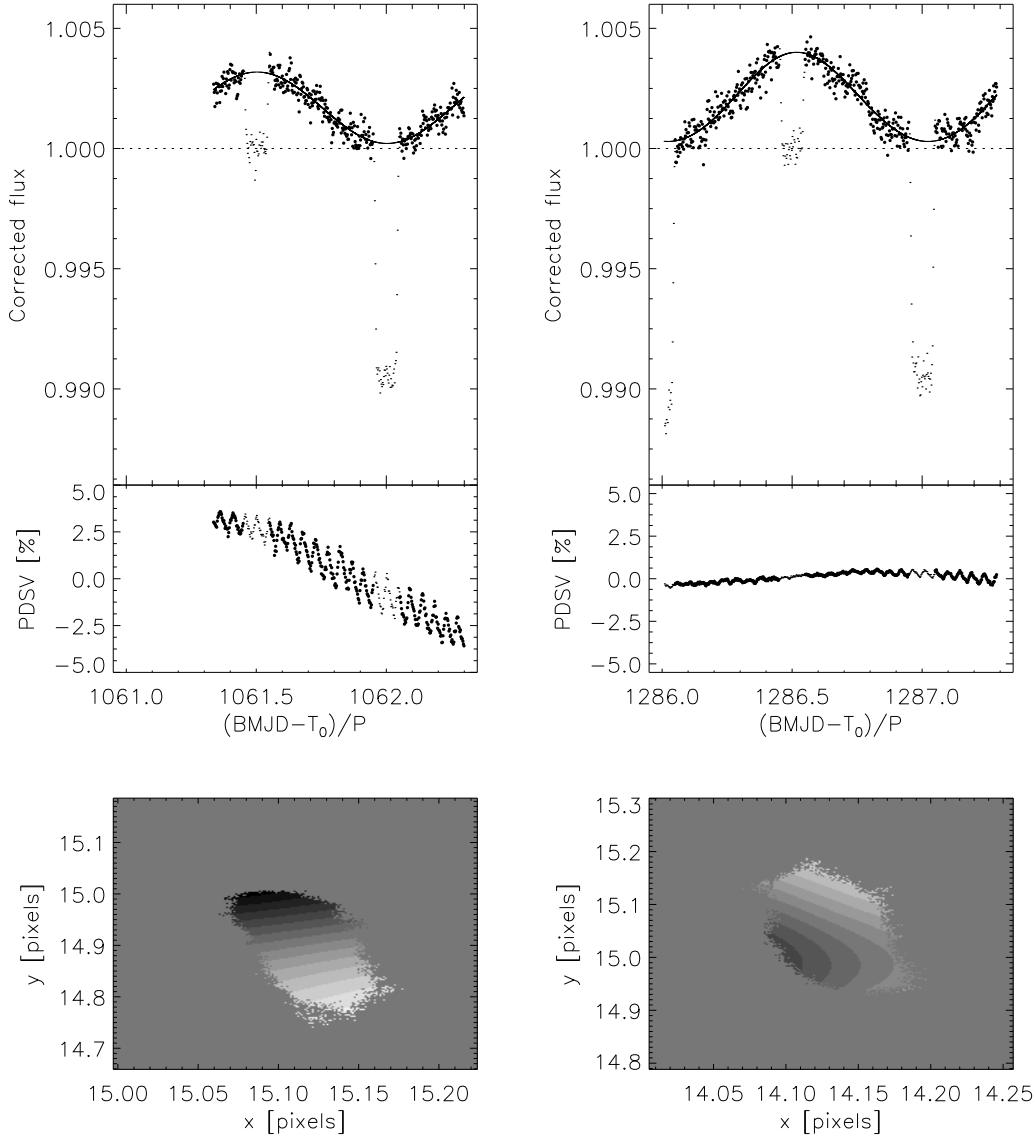 1.005
1.000
0.995
0.990
Corrected flux
5.0
2.5
0.0
−2.5
−5.0
PDSV [%]
1061.0 1061.5 1062.0
(BMJD−T0)/P
1.005
1.000
0.995
0.990
Corrected flux
5.0
2.5
0.0
−2.5
−5.0
PDSV [%]
1286.0 1286.5 1287.0
(BMJD−T0)/P
15.1
15.0
14.9
14.8
14.7
y [pixels]
15.00 15.05 15.10 15.15 15.20
x [pixels]
15.3
15.2
15.1
15.0
14.9
14.8
y [pixels]
14.05 14.10 14.15 14.20 14.25
x [pixels]